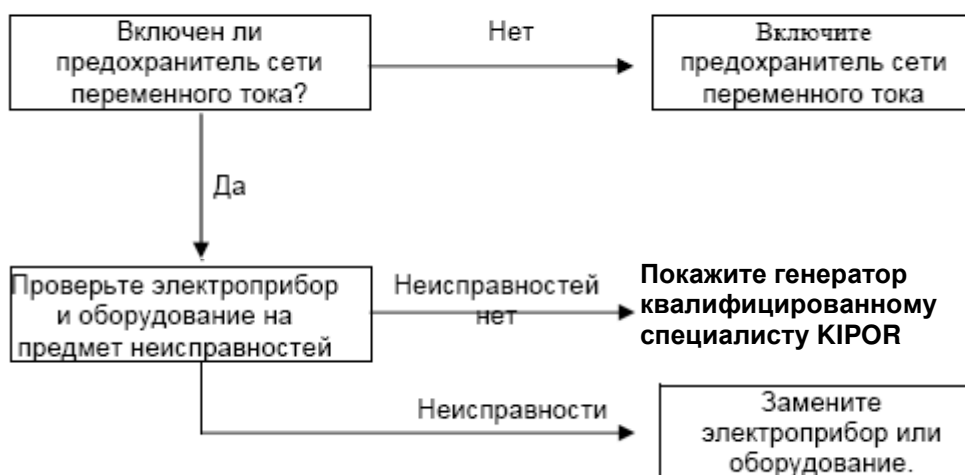 Включен ли
предохранитель сети
переменного тока?
Нет
Включите
предохранитель сети
переменного тока
Да
Проверьте электроприбор
и оборудование на
предмет неисправностей
Неисправностей
нет
Покажите генератор
квалифицированному
специалисту KIPOR
Неисправности
Замените
электроприбор или
оборудование.